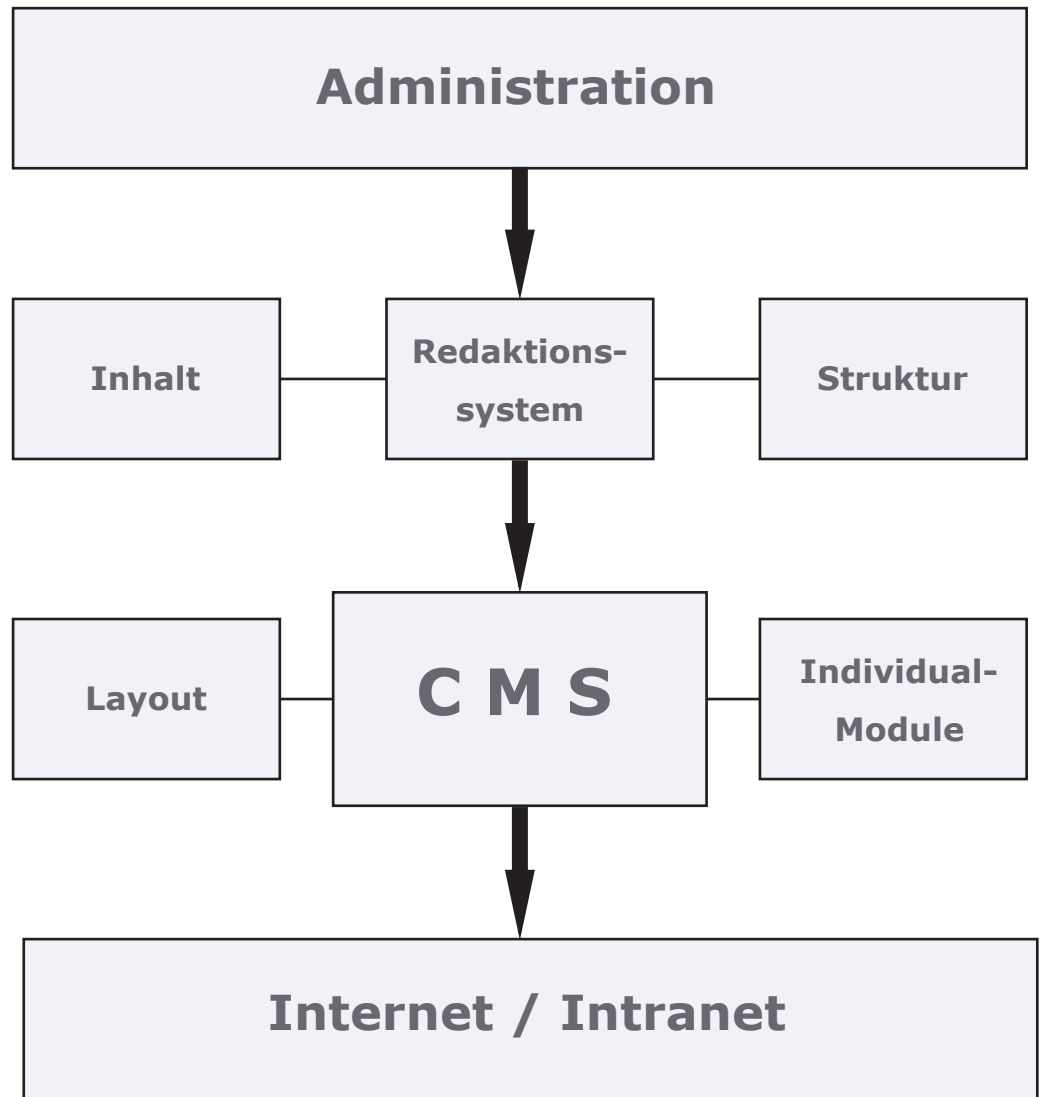 Administration
Inhalt
Redaktions-
system
Struktur
Layout
C M S
Individual-
Module
Internet / Intranet